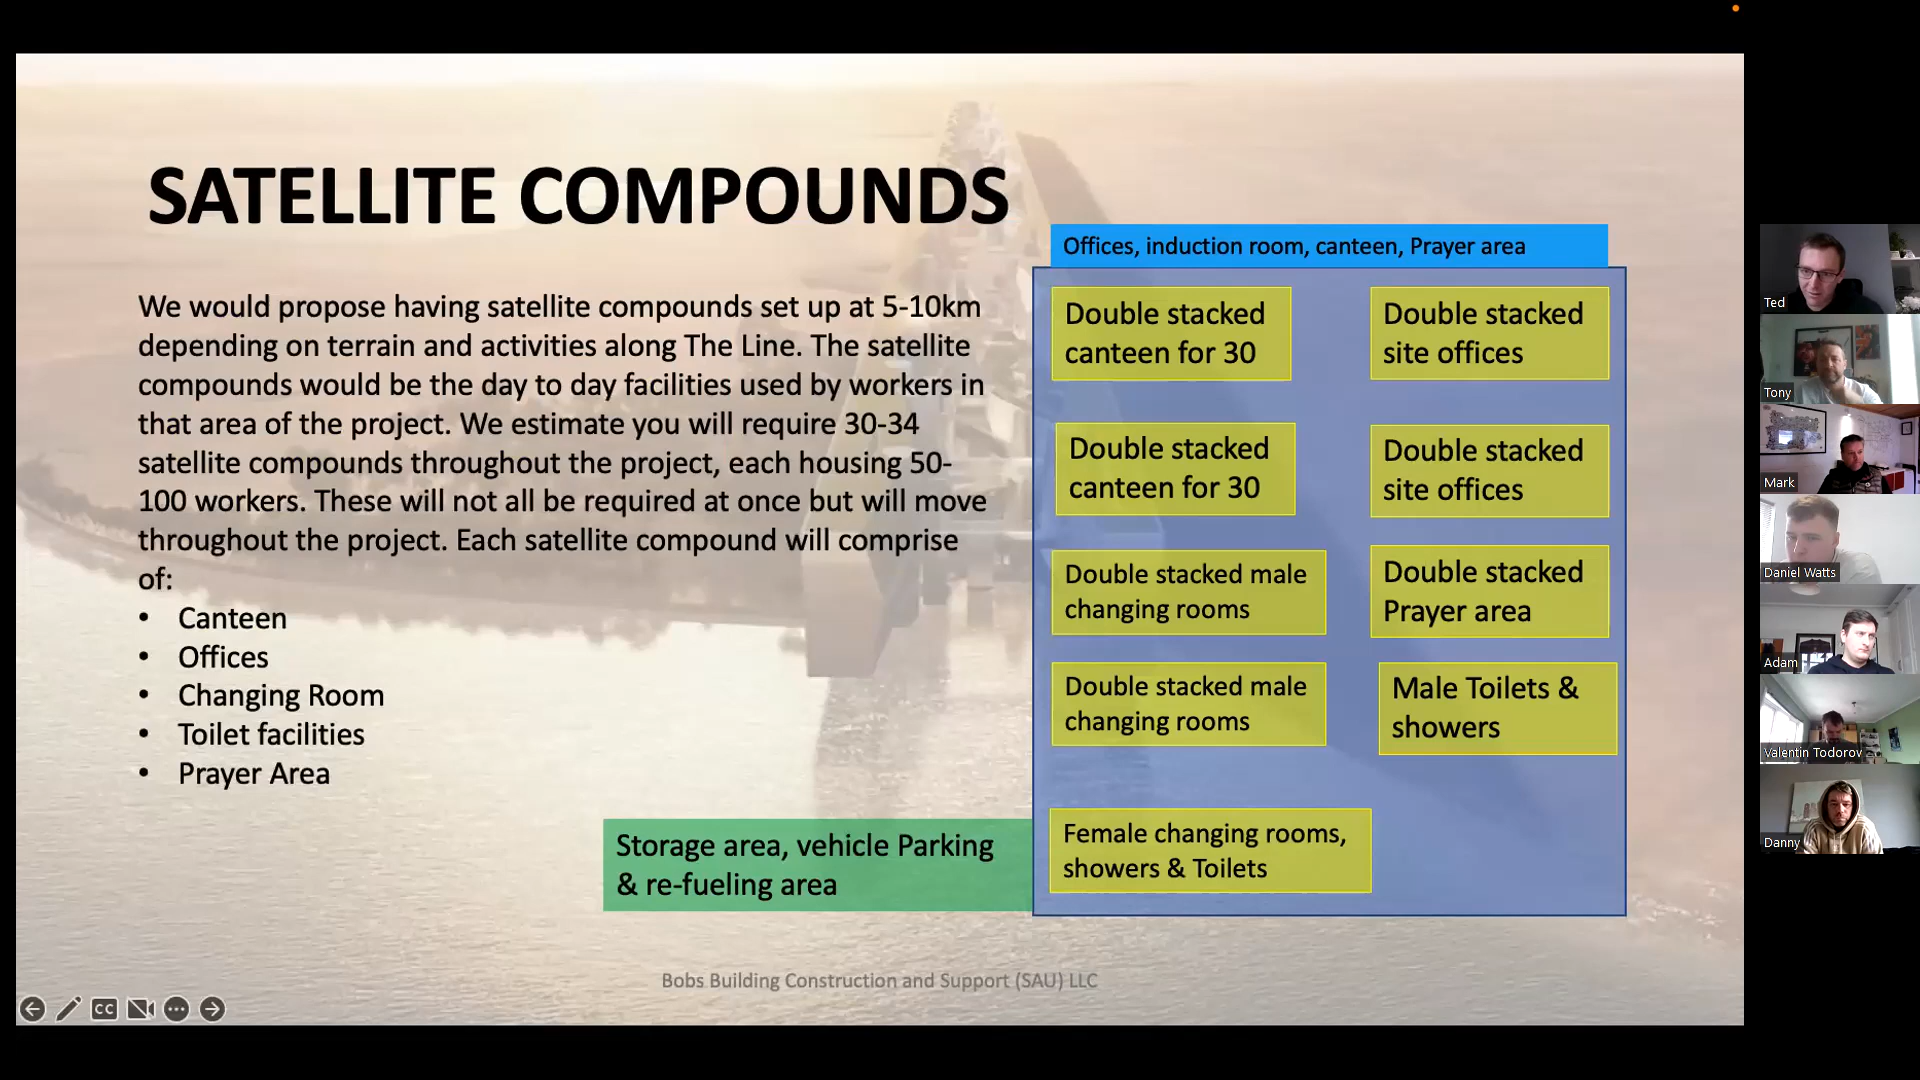 SATELLITE COMPOUNDS
We would propose having satellite compounds set up at 5-10km
depending on terrain and activities along The Line. The satellite
compounds would be the day to day facilities used by workers in
that area of the project. We estimate you will require 30-34
satellite compounds throughout the project, each housing 50-
100 workers. These will not all be required at once but will move
throughout the project. Each satellite compound will comprise
of:
• Canteen
• Offices
• Changing Room
• Toilet facilities
• Prayer Area
Storage area, vehicle Parking
& re-fueling area
Offices, induction room, canteen, Prayer area
Double stacked
canteen for 30
Double stacked
site offices
Double stacked
canteen for 30
Double stacked
site offices
Double stacked male
changing rooms
Double stacked
Prayer area
Double stacked male
changing rooms
Male Toilets &
showers
Female changing rooms,
showers & Toilets
Bobs Building Construction and Support (SAU) LLC
CC
Ted
Tony
Mark
Daniel Watts
Adam
Valentin Todorov
Danny